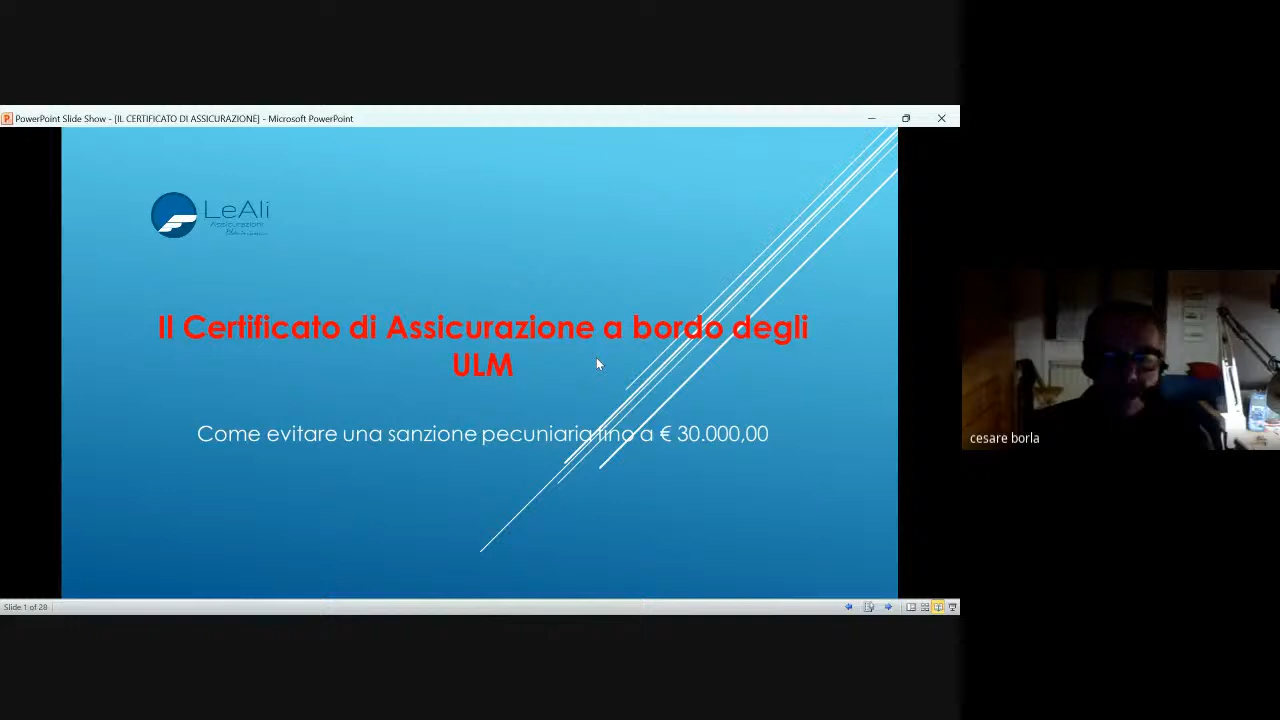 PowerPoint Slide Show - [IL CERTIFICATO DI ASSICURAZIONE] - Microsoft PowerPoint
LeAli
Assicurazioni
Il Certificato di Assicurazione a bordo degli
ULM
Come evitare una sanzione pecuniaria fino a € 30.000,00
cesare borla
Slide 1 of 28